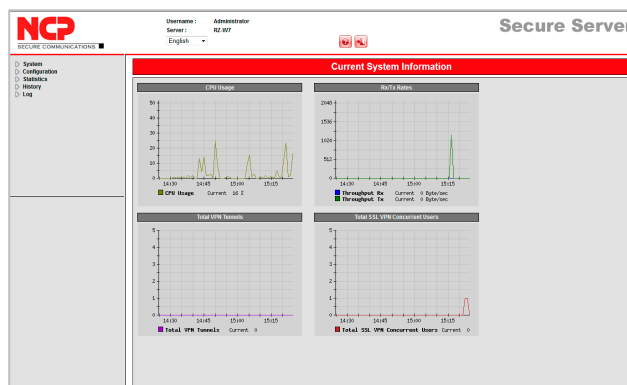 NCP
SECURE COMMUNICATIONS
Username : Administrator
Server : RZ-W7
English
Secure Server
System
Configuration
Statistics
History
Log
Current System Information
CPU Usage
50
40
30
20
10
0
14:30 14:45 15:00 15:15
CPU Usage Current 16 %
Rx/Tx Rates
2048
1536
1024
512
0
14:30 14:45 15:00 15:15
Throughput Rx Current 0 Byte/sec
Throughput Tx Current 0 Byte/sec
Total VPN Tunnels
5
4
3
2
1
0
14:30 14:45 15:00 15:15
Total VPN Tunnels Current 0
Total SSL VPN Concurrent Users
5
4
3
2
1
0
14:30 14:45 15:00 15:15
Total SSL VPN Concurrent Users Current 0